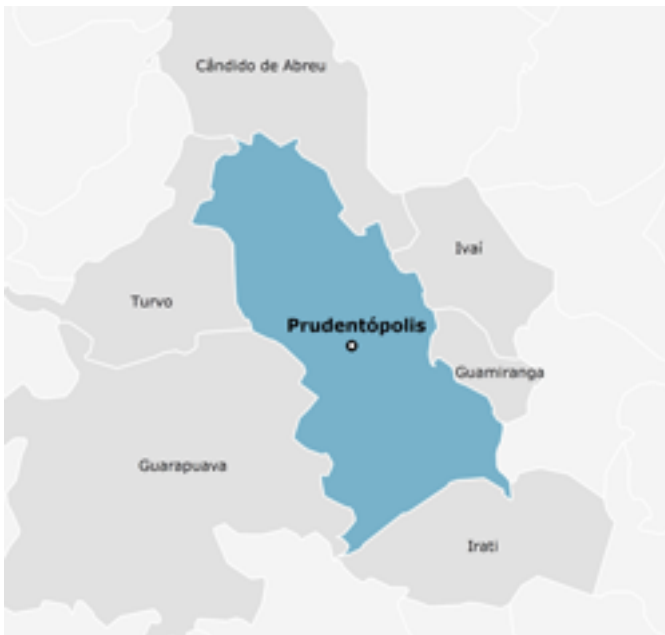 Cândido de Abreu
Ivaí
Turvo
Prudentópolis
Guamiranga
Guarapuava
Irati